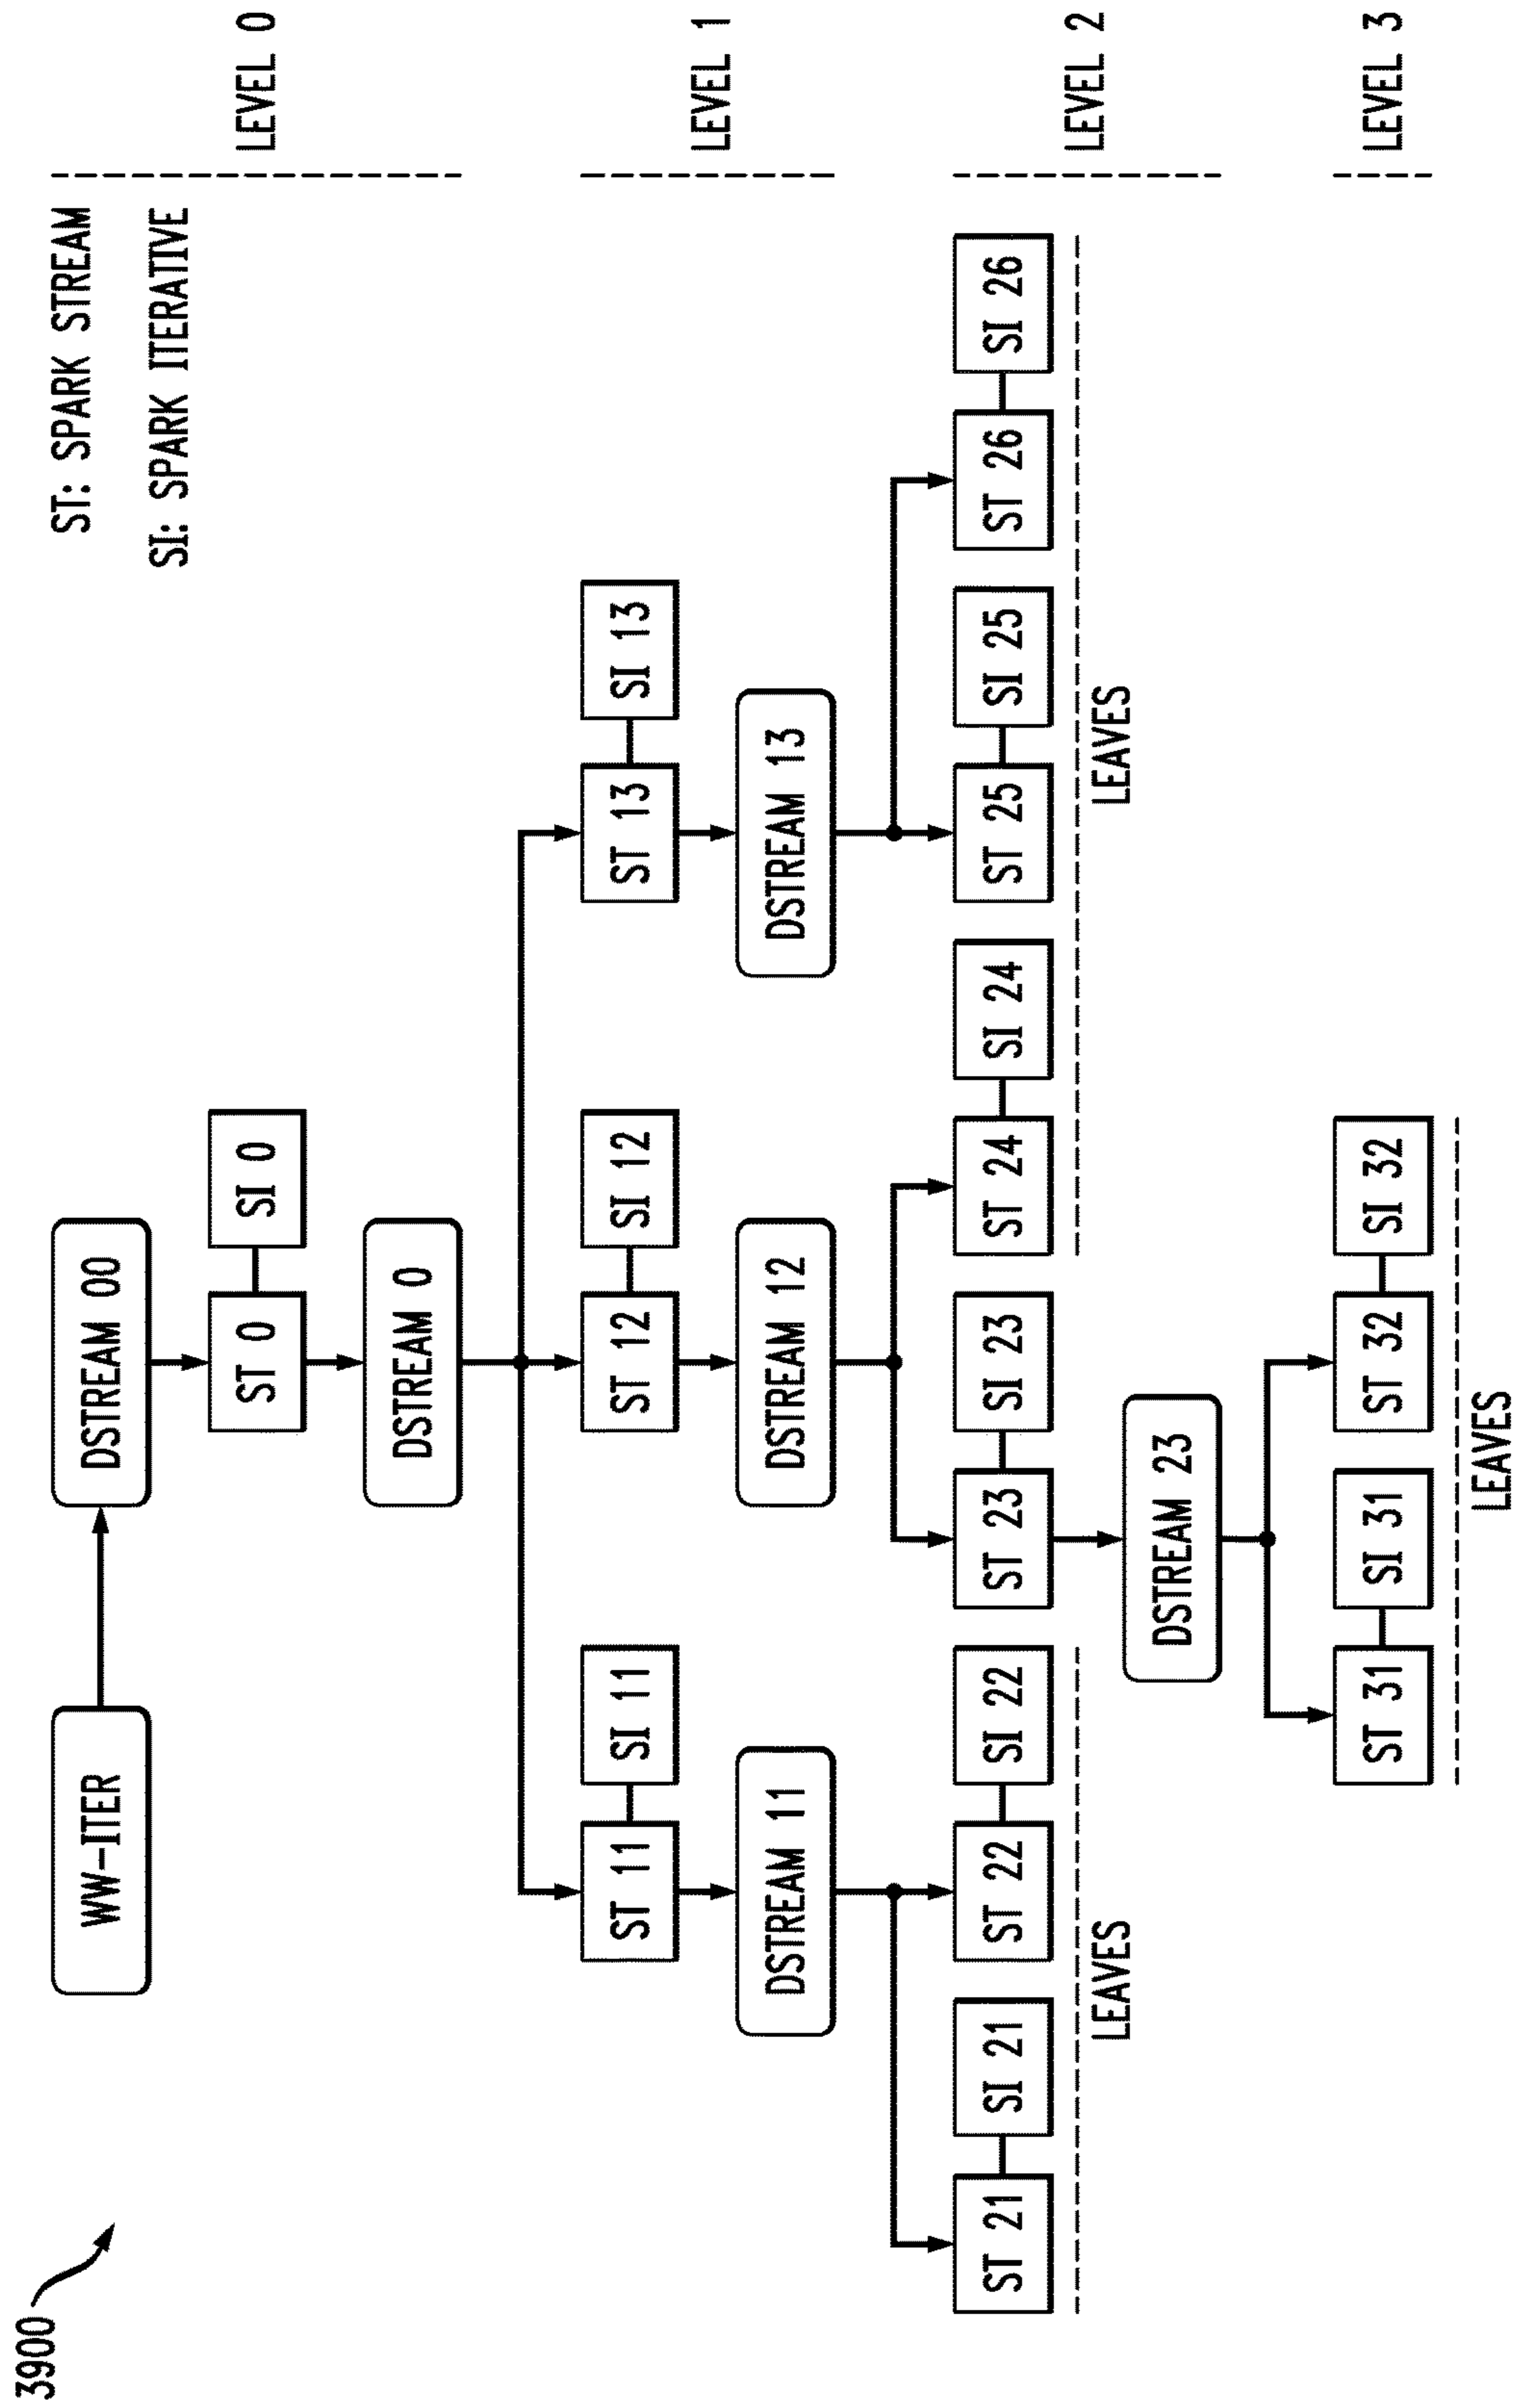 3900
WW-ITER
DSTREAM 00
ST: SPARK STREAM
SI: SPARK ITERATIVE
ST 0
SI 0
LEVEL 0
DSTREAM 0
ST 11
SI 11
ST 12
SI 12
ST 13
SI 13
LEVEL 1
DSTREAM 11
DSTREAM 12
DSTREAM 13
ST 21
SI 21
ST 22
SI 22
ST 23
SI 23
ST 24
SI 24
ST 25
SI 25
ST 26
SI 26
LEVEL 2
LEAVES
LEAVES
DSTREAM 23
ST 31
SI 31
ST 32
SI 32
LEVEL 3
LEAVES